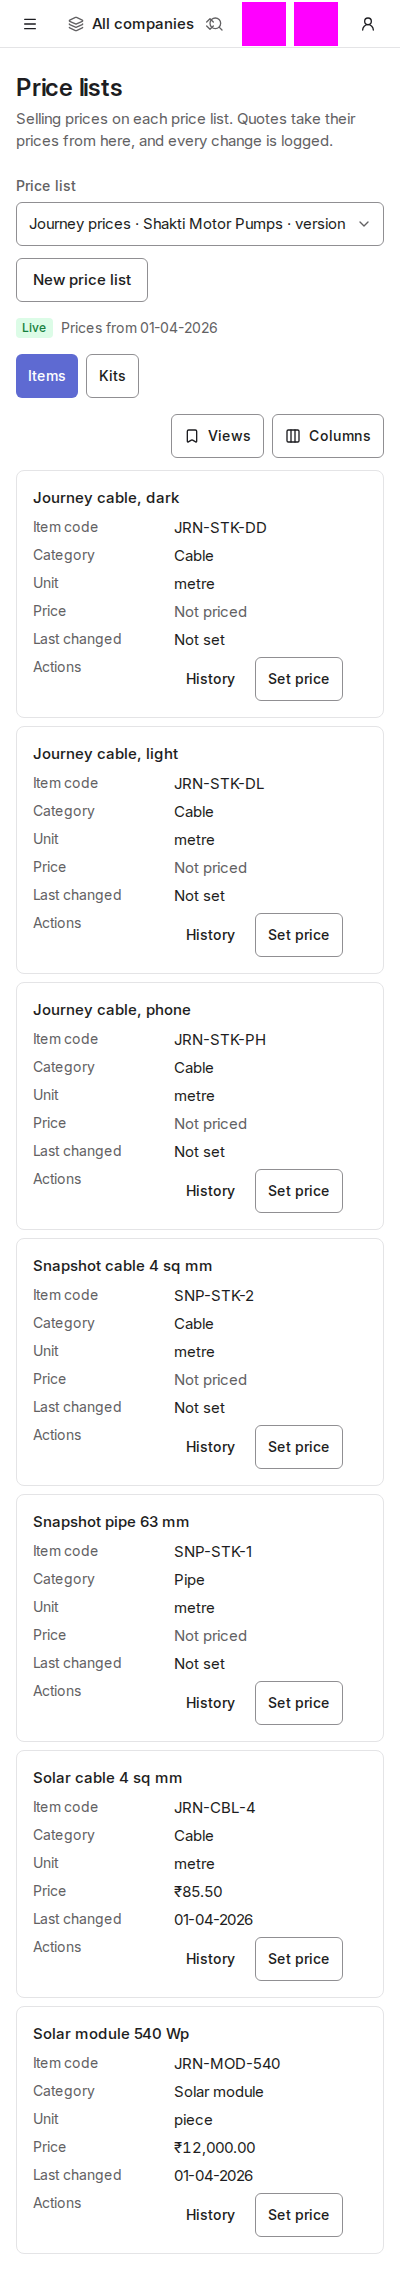 All companies
Price lists
Selling prices on each price list. Quotes take their
prices from here, and every change is logged.
Price list
Journey prices · Shakti Motor Pumps · version
New price list
Live Prices from 01-04-2026
Items Kits
Views Columns
Journey cable, dark
Item code JRN-STK-DD
Category Cable
Unit metre
Price Not priced
Last changed Not set
Actions History Set price
Journey cable, light
Item code JRN-STK-DL
Category Cable
Unit metre
Price Not priced
Last changed Not set
Actions History Set price
Journey cable, phone
Item code JRN-STK-PH
Category Cable
Unit metre
Price Not priced
Last changed Not set
Actions History Set price
Snapshot cable 4 sq mm
Item code SNP-STK-2
Category Cable
Unit metre
Price Not priced
Last changed Not set
Actions History Set price
Snapshot pipe 63 mm
Item code SNP-STK-1
Category Pipe
Unit metre
Price Not priced
Last changed Not set
Actions History Set price
Solar cable 4 sq mm
Item code JRN-CBL-4
Category Cable
Unit metre
Price ₹85.50
Last changed 01-04-2026
Actions History Set price
Solar module 540 Wp
Item code JRN-MOD-540
Category Solar module
Unit piece
Price ₹12,000.00
Last changed 01-04-2026
Actions History Set price